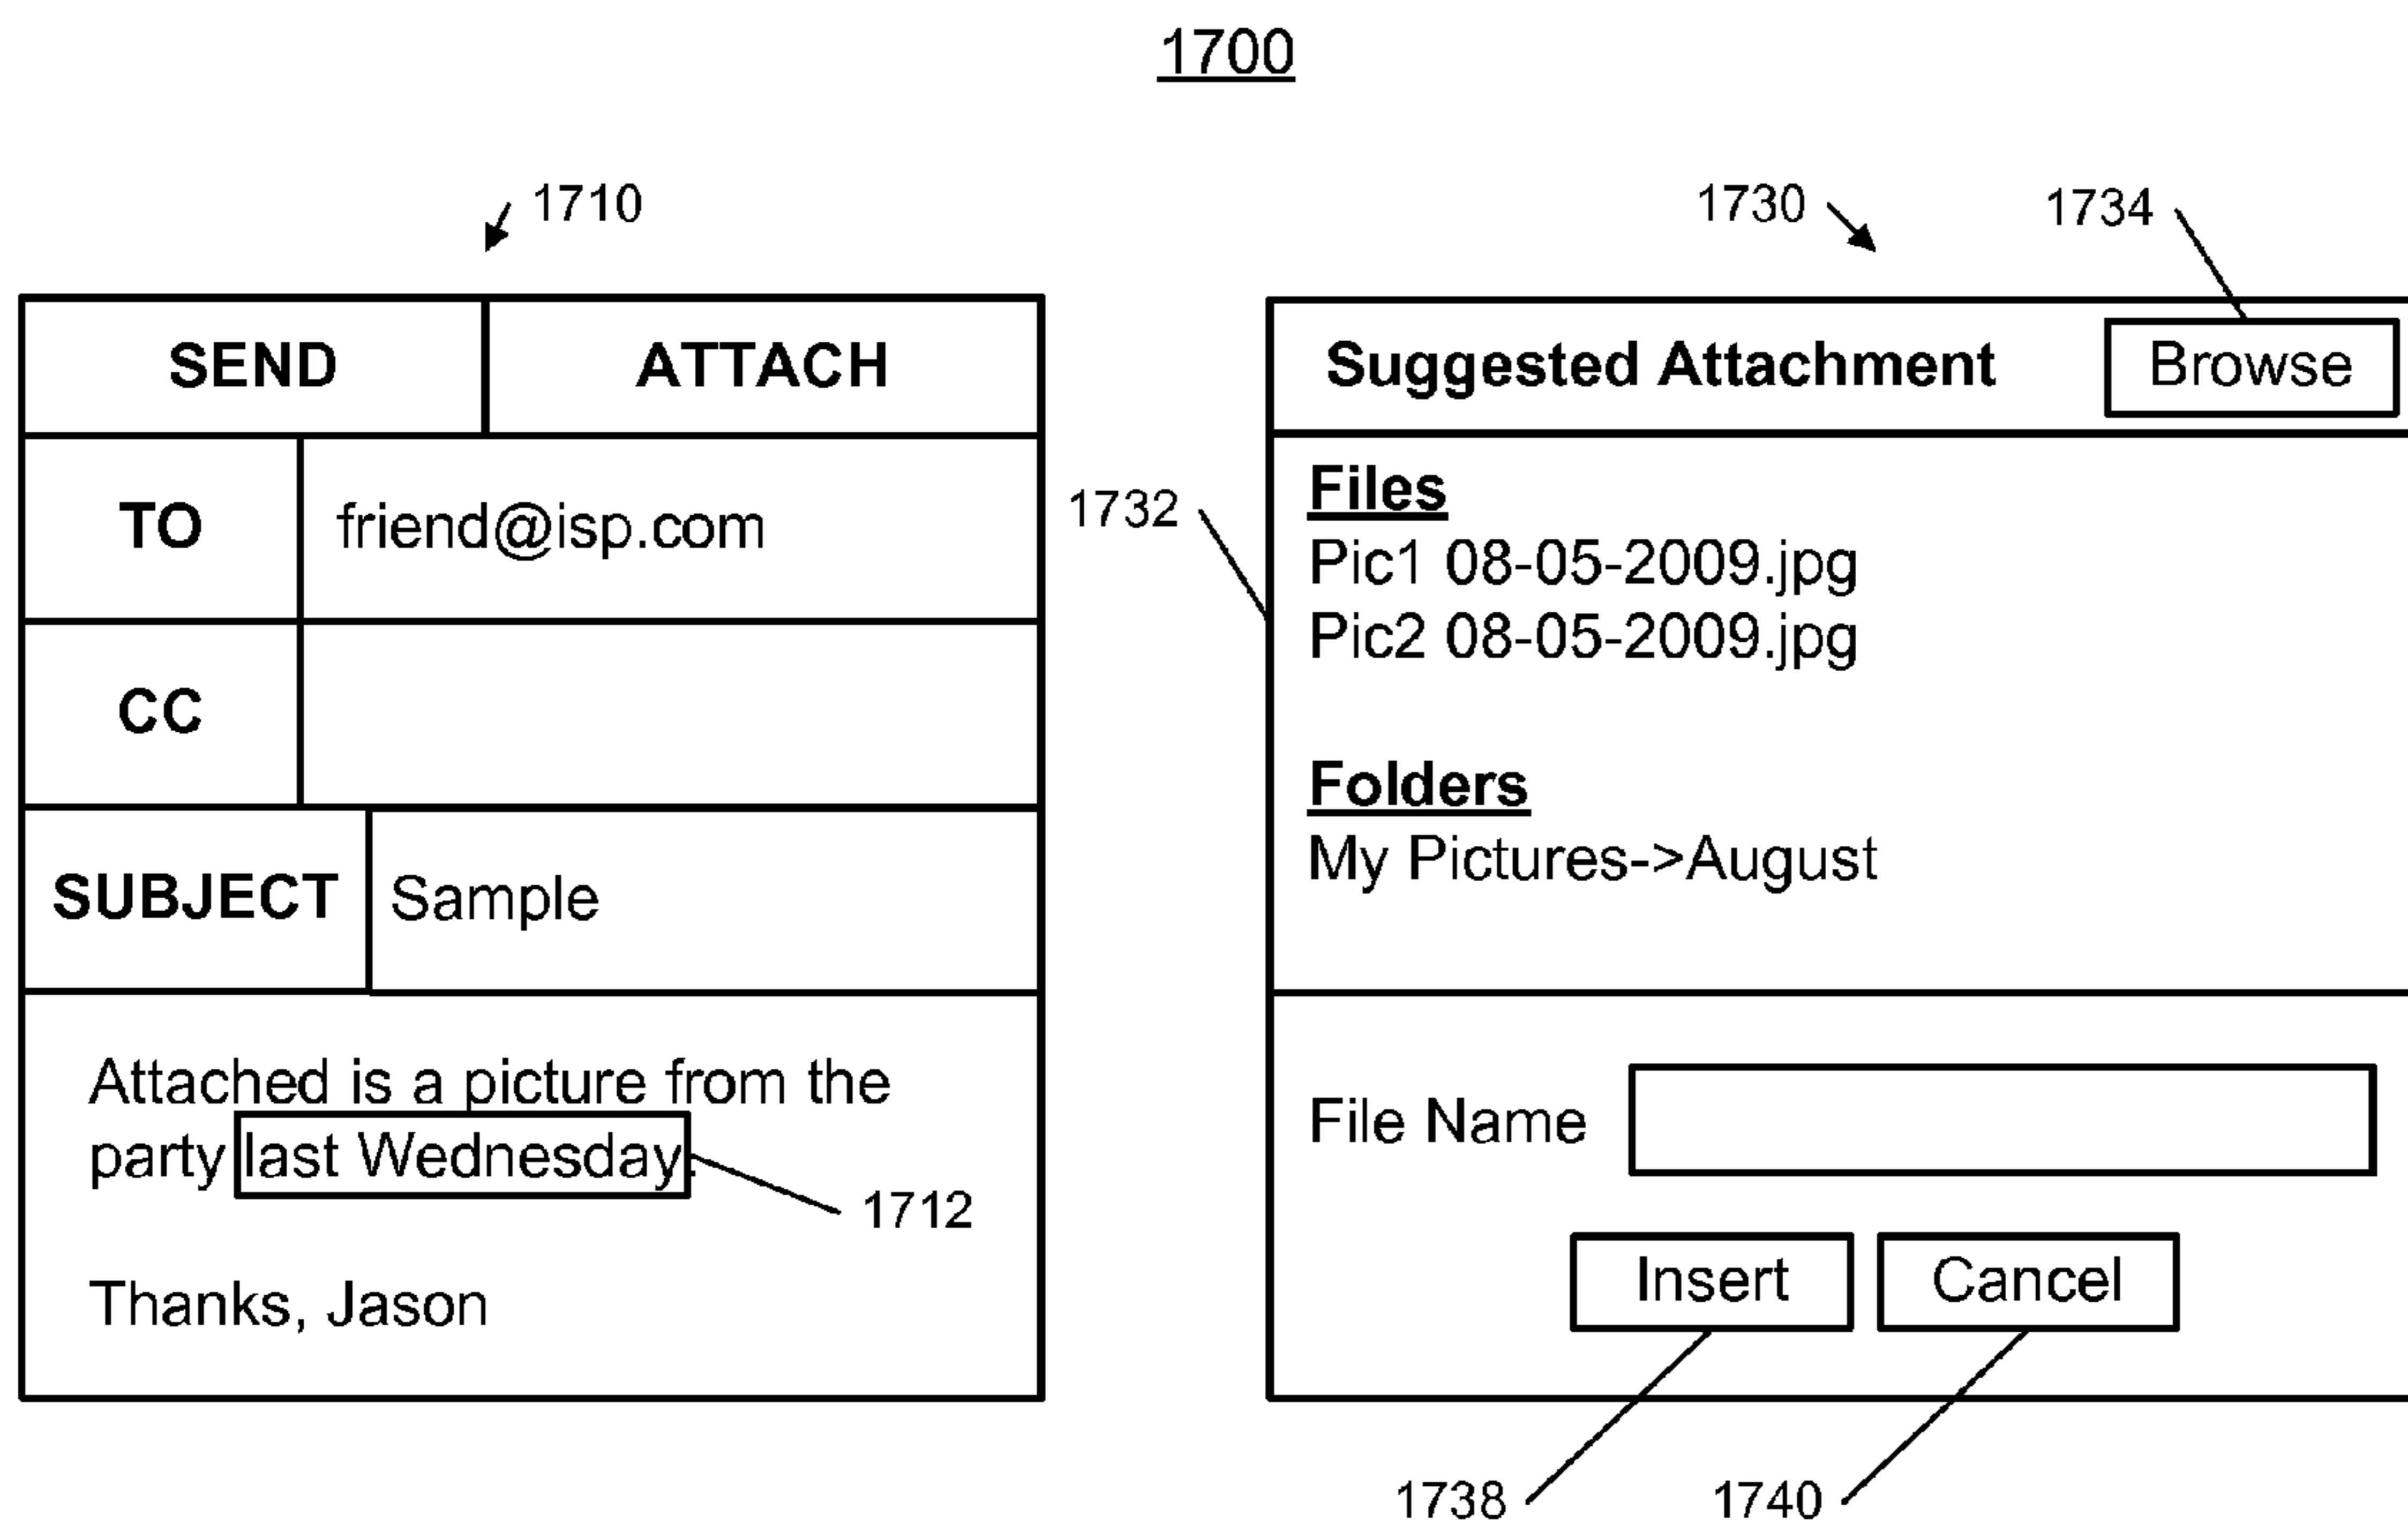 1700
1710
SEND ATTACH
TO friend@isp.com
CC
SUBJECT Sample
Attached is a picture from the
party last Wednesday.
1712
Thanks, Jason
1730
1734
Suggested Attachment Browse
1732
Files
Pic1 08-05-2009.jpg
Pic2 08-05-2009.jpg
Folders
My Pictures->August
File Name
Insert Cancel
1738 1740